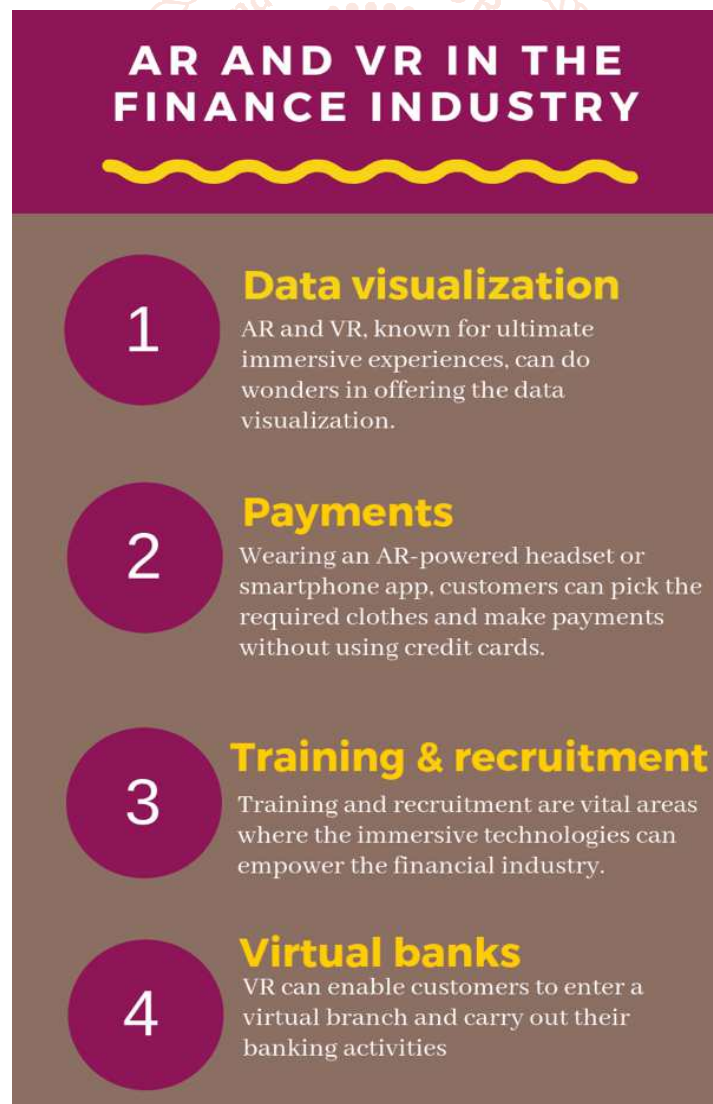 AR AND VR IN THE
FINANCE INDUSTRY
1
Data visualization
AR and VR, known for ultimate
immersive experiences, can do
wonders in offering the data
visualization.
2
Payments
Wearing an AR-powered headset or
smartphone app, customers can pick the
required clothes and make payments
without using credit cards.
3
Training & recruitment
Training and recruitment are vital areas
where the immersive technologies can
empower the financial industry.
4
Virtual banks
VR can enable customers to enter a
virtual branch and carry out their
banking activities